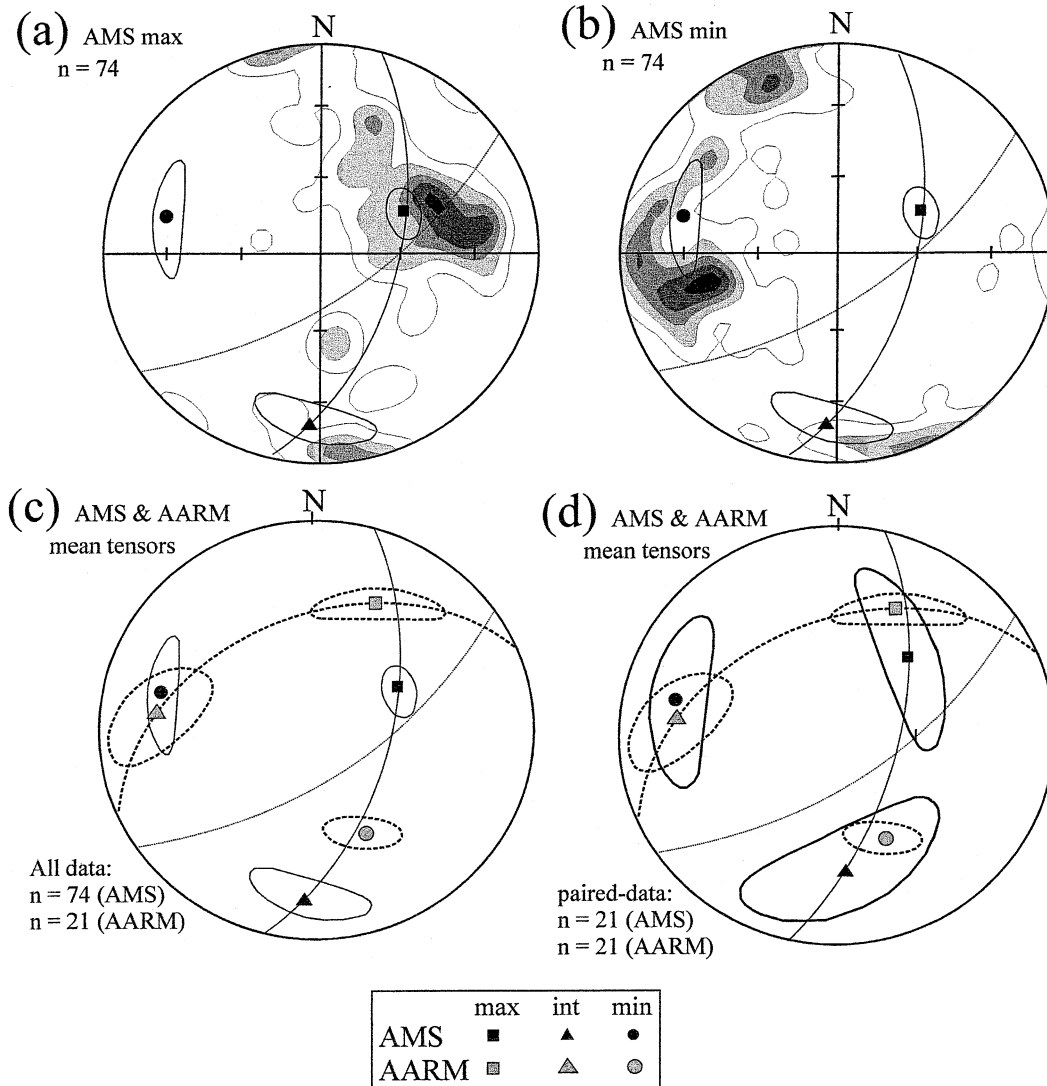 (a) AMS max
n = 74
N
(b) AMS min
n = 74
N
(c) AMS & AARM
mean tensors
N
All data:
n = 74 (AMS)
n = 21 (AARM)
(d) AMS & AARM
mean tensors
N
paired-data:
n = 21 (AMS)
n = 21 (AARM)
max int min
AMS
AARM